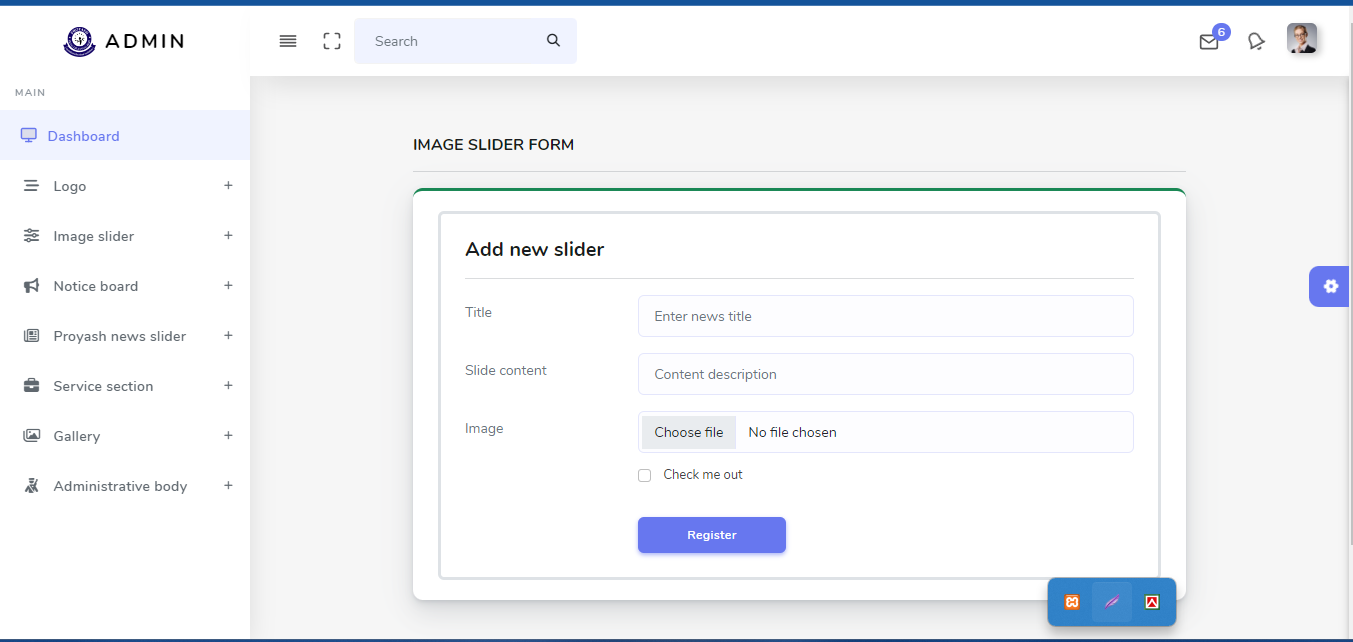 ADMIN
Search
6
MAIN
Dashboard
Logo
Image slider
Notice board
Proyash news slider
Service section
Gallery
Administrative body
IMAGE SLIDER FORM
Add new slider
Title
Enter news title
Slide content
Content description
Image
Choose file No file chosen
Check me out
Register